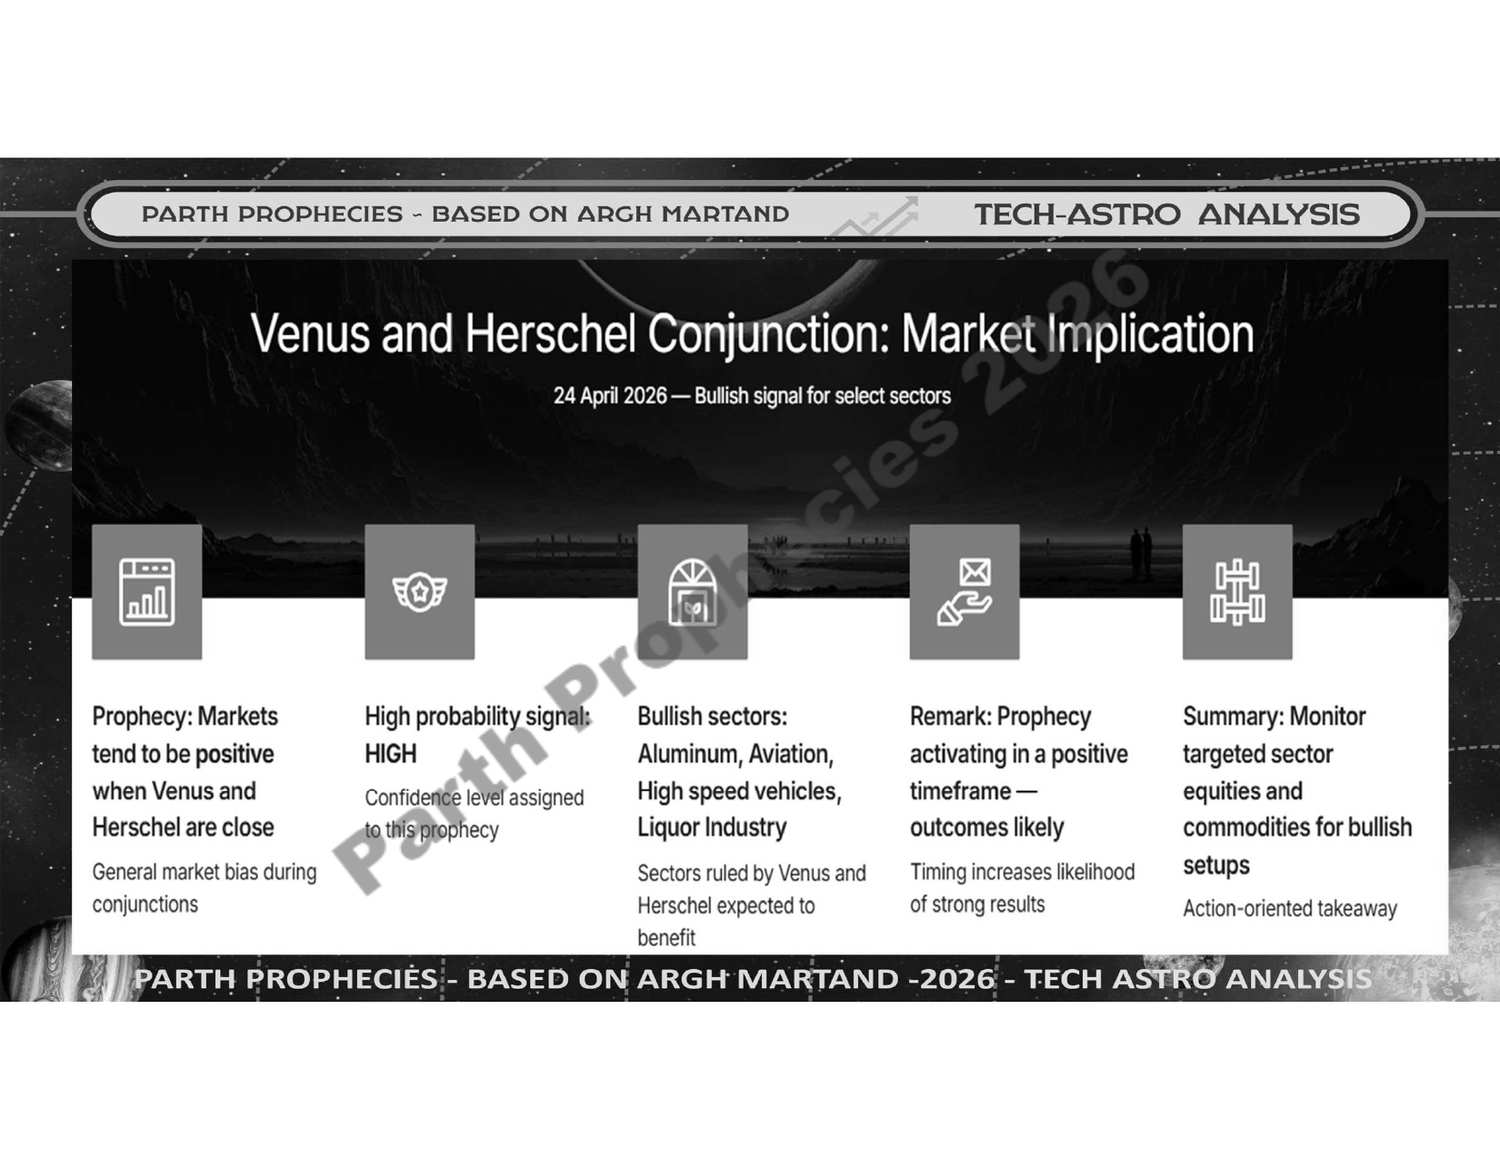 PARTH PROPHECIES ~ BASED ON ARGH MARTAND
TECH-ASTRO ANALYSIS
Venus and Herschel Conjunction: Market Implication
24 April 2026 — Bullish signal for select sectors
Prophecy: Markets
tend to be positive
when Venus and
Herschel are close
General market bias during
conjunctions
High probability signal:
HIGH
Confidence level assigned
to this prophecy
Bullish sectors:
Aluminum, Aviation,
High speed vehicles,
Liquor Industry
Sectors ruled by Venus and
Herschel expected to
benefit
Remark: Prophecy
activating in a positive
timeframe —
outcomes likely
Timing increases likelihood
of strong results
Summary: Monitor
targeted sector
equities and
commodities for bullish
setups
Action-oriented takeaway
Parth Prophecies 2026
PARTH PROPHECIES - BASED ON ARGH MARTAND -2026 - TECH ASTRO ANALYSIS